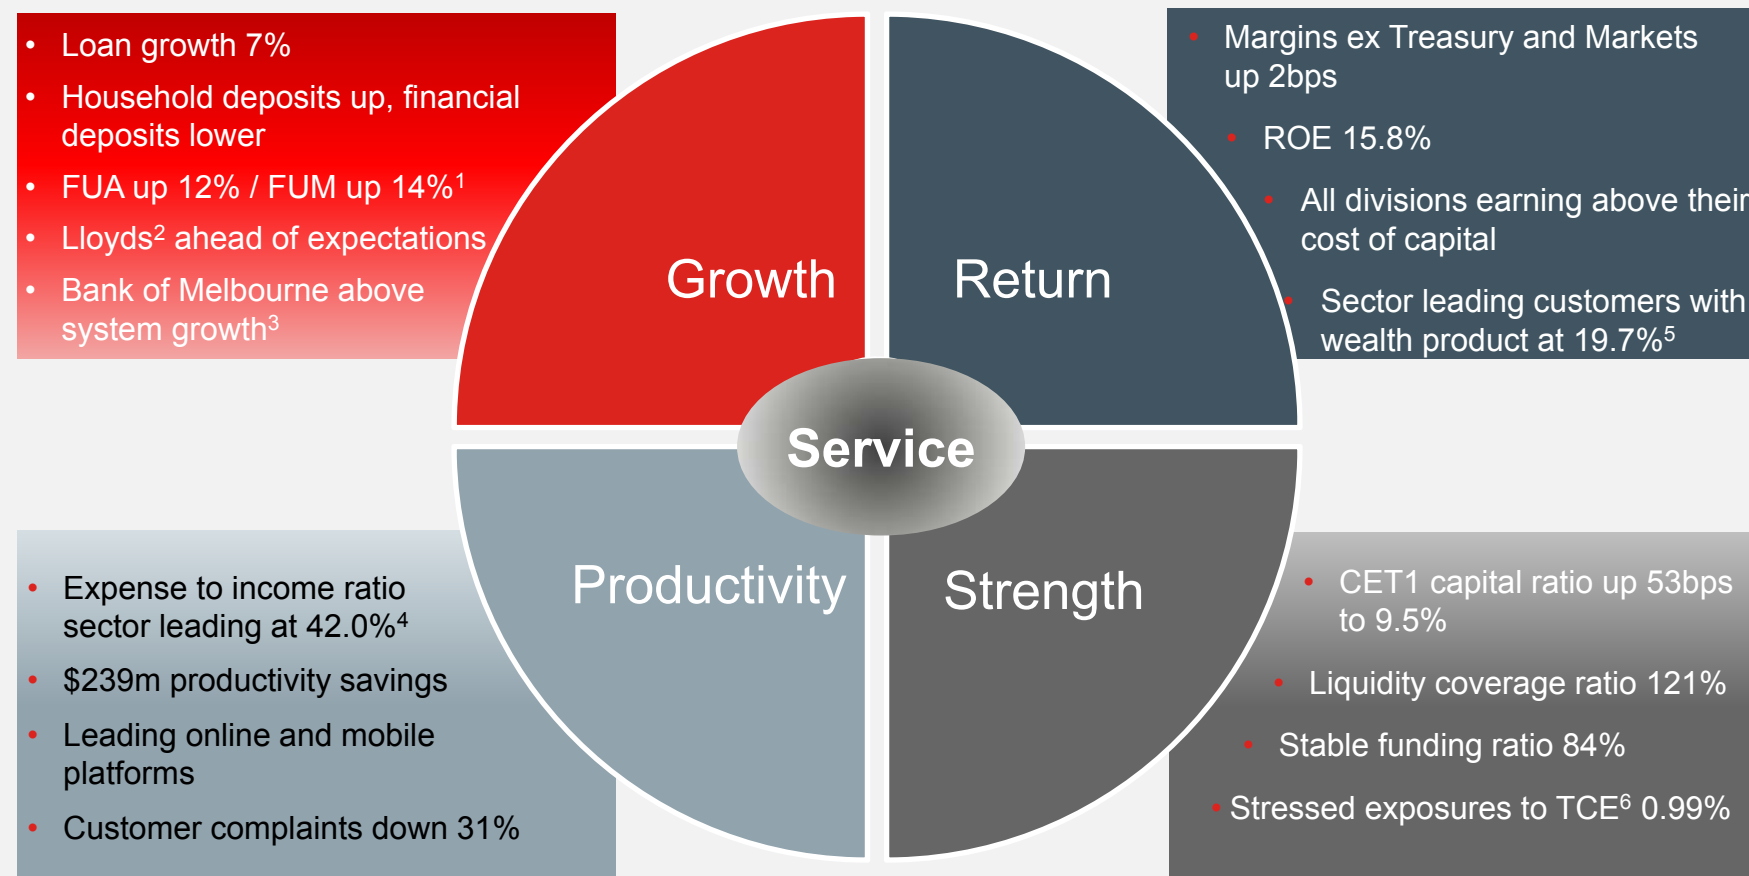 • Loan growth 7%
• Household deposits up, financial
deposits lower
• FUA up 12% / FUM up 14%¹
• Lloyds² ahead of expectations
• Bank of Melbourne above
system growth³
Growth
Return
• Margins ex Treasury and Markets
up 2bps
• ROE 15.8%
• All divisions earning above their
cost of capital
• Sector leading customers with
wealth product at 19.7%⁵
Service
• Expense to income ratio
sector leading at 42.0%⁴
• $239m productivity savings
• Leading online and mobile
platforms
• Customer complaints down 31%
Productivity
Strength
• CET1 capital ratio up 53bps
to 9.5%
• Liquidity coverage ratio 121%
• Stable funding ratio 84%
• Stressed exposures to TCE⁶ 0.99%